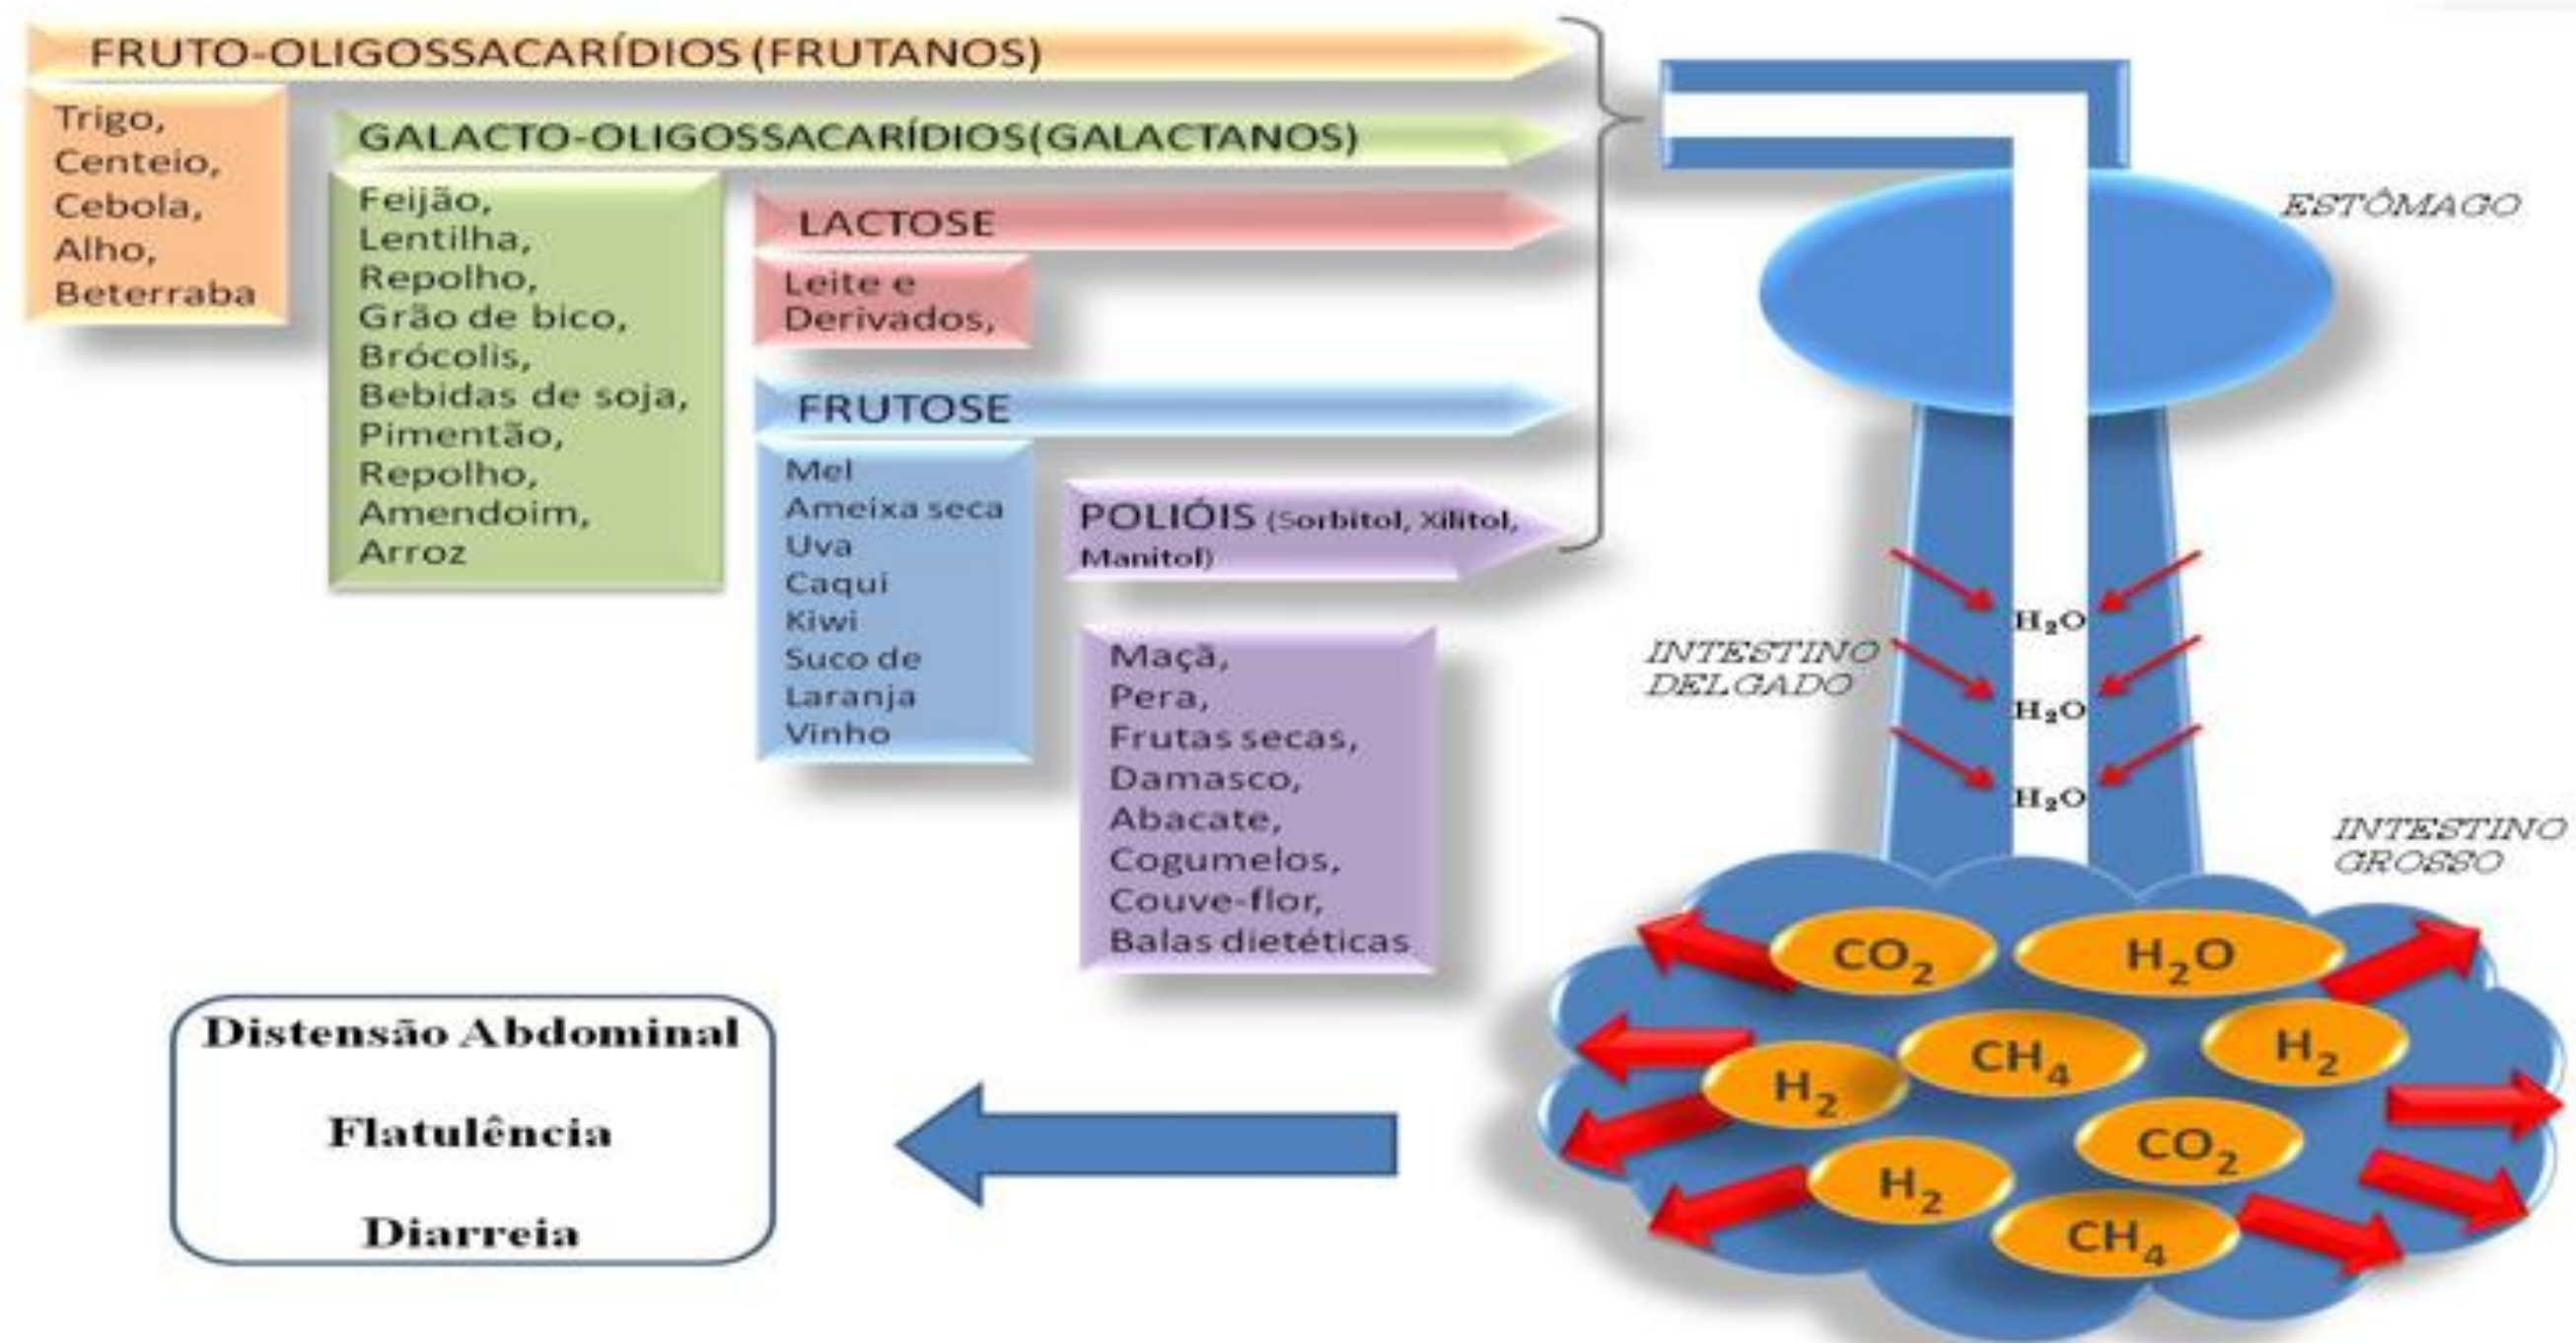 FRUTO-OLIGOSSACARÍDIOS (FRUTANOS)
Trigo,
Centeio,
Cebola,
Alho,
Beterraba
GALACTO-OLIGOSSACARÍDIOS(GALACTANOS)
Feijão,
Lentilha,
Repolho,
Grão de bico,
Brócolis,
Bebidas de soja,
Pimentão,
Repolho,
Amendoim,
Arroz
LACTOSE
Leite e
Derivados,
FRUTOSE
Mel
Ameixa seca
Uva
Caqui
Kiwi
Suco de
Laranja
Vinho
POLIÓIS (Sorbitol, Xilitol,
Manitol)
Maçã,
Pera,
Frutas secas,
Damasco,
Abacate,
Cogumelos,
Couve-flor,
Balas dietéticas
ESTÔMAGO
INTESTINO
DELGADO
H₂O
H₂O
H₂O
INTESTINO
GROSSO
CO₂
H₂O
H₂
CH₄
H₂
CO₂
H₂
CH₄
Distensão Abdominal
Flatulência
Diarreia